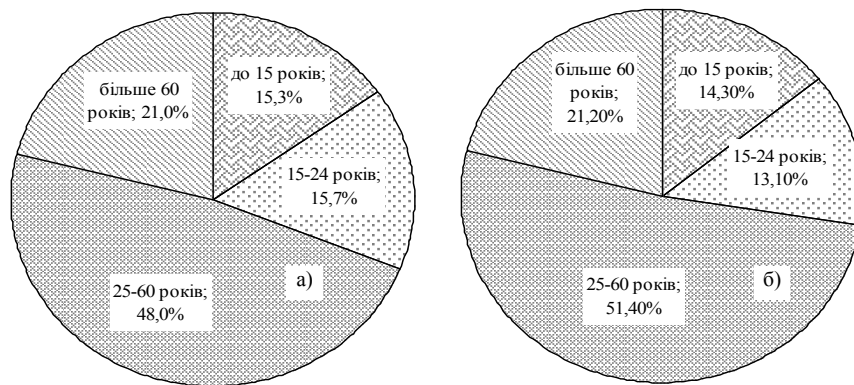 більше 60
років; 21,0%
до 15 років;
15,3%
15-24 років;
15,7%
25-60 років;
48,0%
а)
більше 60
років;
21,20%
до 15 років;
14,30%
15-24 років;
13,10%
25-60 років;
51,40%
б)